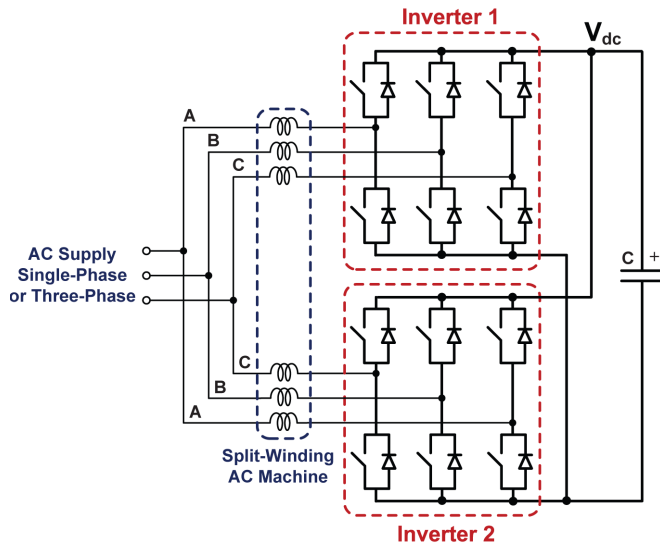 Inverter 1
Vdc
A
B
C
AC Supply
Single-Phase
or Three-Phase
C +
C
B
A
Split-Winding
AC Machine
Inverter 2